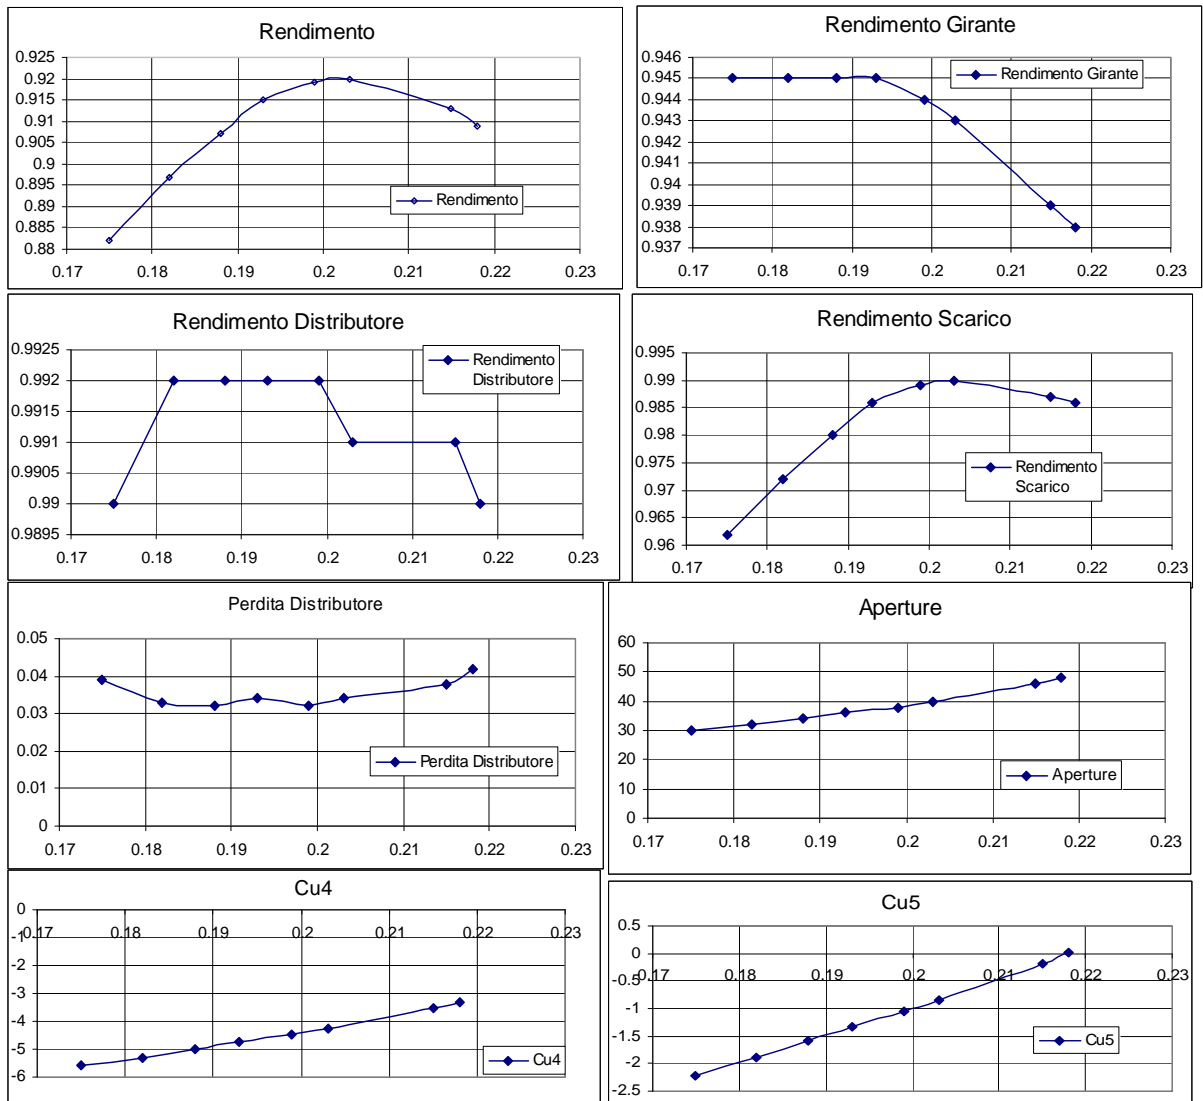 Rendimento
0.925
0.92
0.915
0.91
0.905
0.9
0.895
0.89
0.885
0.88
0.17 0.18 0.19 0.2 0.21 0.22 0.23
Rendimento
Rendimento Girante
0.946
0.945
0.944
0.943
0.942
0.941
0.94
0.939
0.938
0.937
0.17 0.18 0.19 0.2 0.21 0.22 0.23
Rendimento Girante
Rendimento Distributore
0.9925
0.992
0.9915
0.991
0.9905
0.99
0.9895
0.17 0.18 0.19 0.2 0.21 0.22 0.23
Rendimento
Distributore
Rendimento Scarico
0.995
0.99
0.985
0.98
0.975
0.97
0.965
0.96
0.17 0.18 0.19 0.2 0.21 0.22 0.23
Rendimento
Scarico
Perdita Distributore
0.05
0.04
0.03
0.02
0.01
0
0.17 0.18 0.19 0.2 0.21 0.22 0.23
Perdita Distributore
Aperture
60
50
40
30
20
10
0
0.17 0.18 0.19 0.2 0.21 0.22 0.23
Aperture
Cu4
0
-1
-2
-3
-4
-5
-6
0.17 0.18 0.19 0.2 0.21 0.22 0.23
Cu4
Cu5
0.5
0
-0.5
-1
-1.5
-2
-2.5
0.17 0.18 0.19 0.2 0.21 0.22 0.23
Cu5